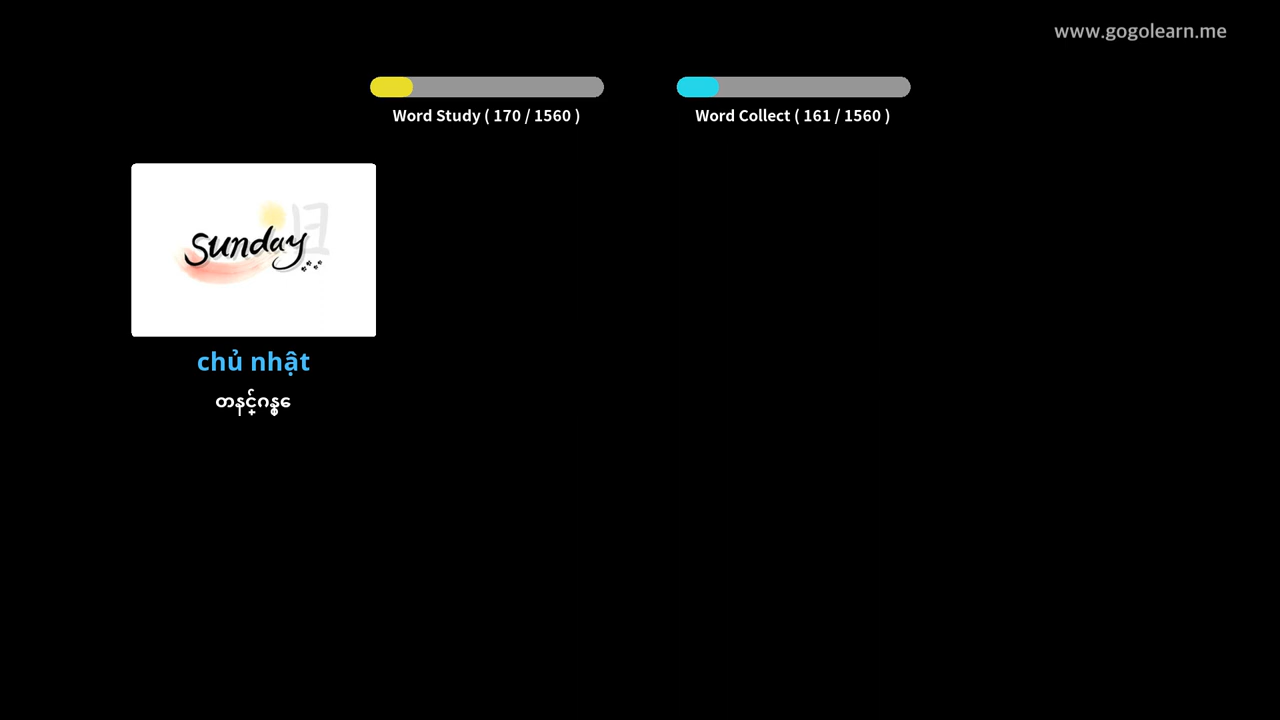 www.gogolearn.me
Word Study ( 170 / 1560 )
Word Collect ( 161 / 1560 )
日
Sunday
chủ nhật
တနင်္ဂနွေ